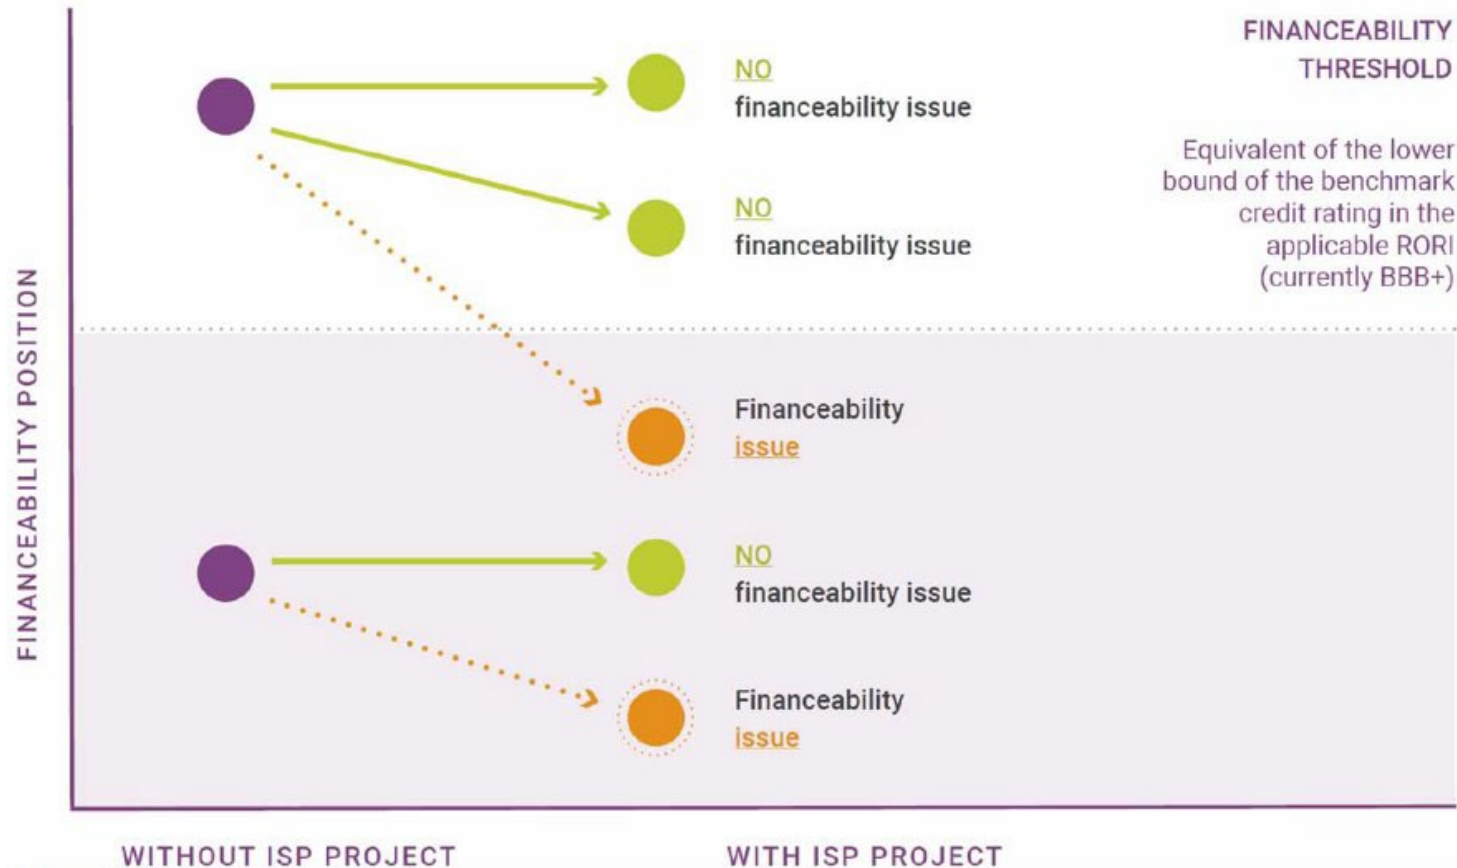 FINANCEABILITY
THRESHOLD
Equivalent of the lower
bound of the benchmark
credit rating in the
applicable RORI
(currently BBB+)
NO
financeability issue
NO
financeability issue
Financeability
issue
NO
financeability issue
Financeability
issue
FINANCEABILITY POSITION
WITHOUT ISP PROJECT
WITH ISP PROJECT